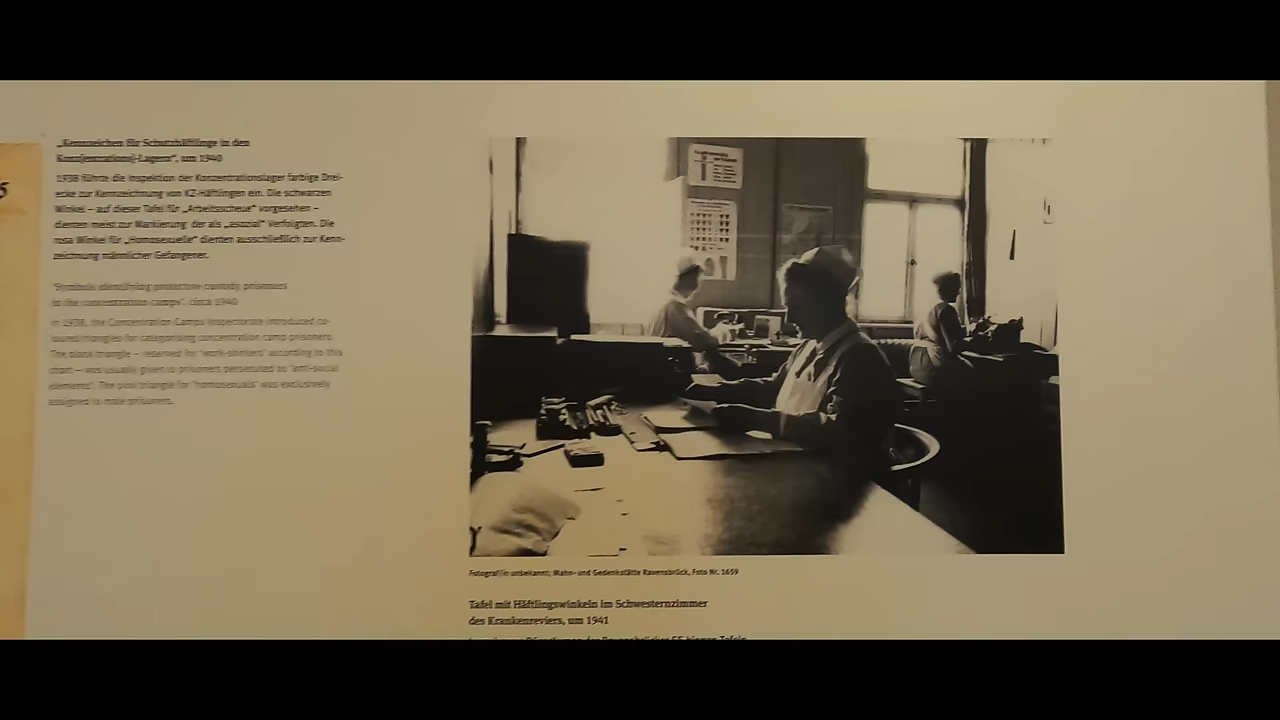 „Kennzeichen für Schutzhäftlinge in den
Konz[entrations]-Lagern“, um 1940
1938 führte die Inspektion der Konzentrationslager farbige Drei-
ecke zur Kennzeichnung von KZ-Häftlingen ein. Die schwarzen
Winkel – auf dieser Tafel für „Arbeitsscheue“ vorgesehen –
dienten meist zur Markierung der als „asozial“ Verfolgten. Die
rosa Winkel für „Homosexuelle“ dienten ausschließlich zur Kenn-
zeichnung männlicher Gefangener.
"Symbols identifying protective custody prisoners
in the concentration camps", circa 1940
In 1938, the Concentration Camps Inspectorate introduced co-
loured triangles for categorising concentration camp prisoners.
The black triangle – reserved for "work-shirkers" according to this
chart – was usually given to prisoners persecuted as "anti-social
elements". The pink triangle for "homosexuals" was exclusively
assigned to male prisoners.
Fotograf/in unbekannt; Mahn- und Gedenkstätte Ravensbrück, Foto Nr. 1659
Tafel mit Häftlingswinkeln im Schwesternzimmer
des Krankenreviers, um 1941